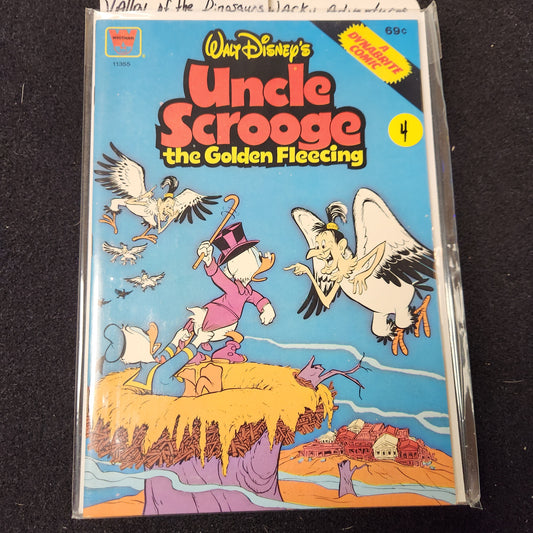 Valley of the Dinosaurs Wacky Adventures
WHITMAN
11355
69¢
A
DYNABRITE
COMIC
WALT DISNEY'S
Uncle
Scrooge
the Golden Fleecing
4